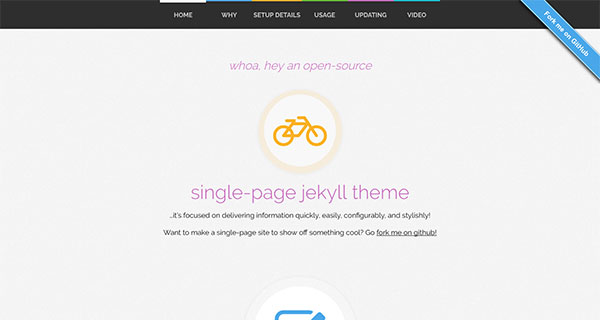 HOME WHY SETUP DETAILS USAGE UPDATING VIDEO
Fork me on GitHub
whoa, hey an open-source
single-page jekyll theme
...it's focused on delivering information quickly, easily, configurably, and stylishly!
Want to make a single-page site to show off something cool? Go fork me on github!